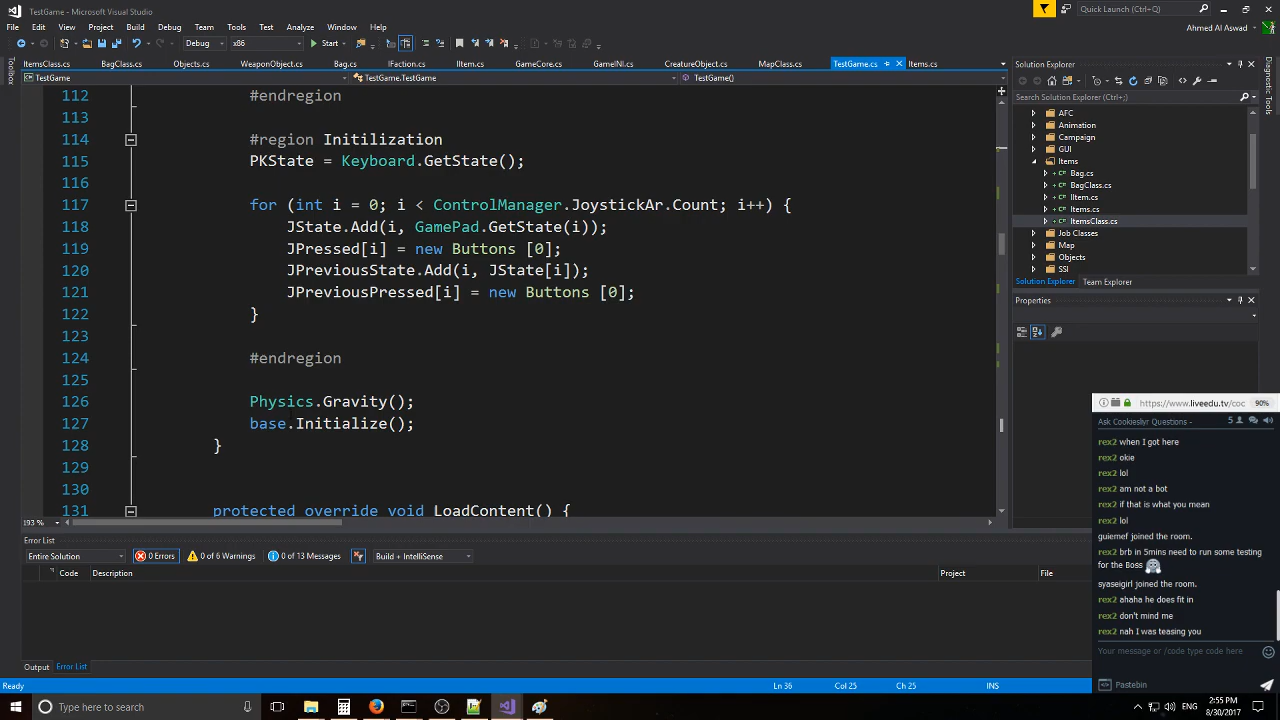 TestGame - Microsoft Visual Studio
Quick Launch (Ctrl+Q)
File Edit View Project Build Debug Team Tools Test Analyze Window Help
Ahmed Al Aswad
Debug x86 Start
ItemsClass.cs BagClass.cs Objects.cs WeaponObject.cs Bag.cs IFaction.cs IItem.cs GameCore.cs GameINI.cs CreatureObject.cs MapClass.cs TestGame.cs Items.cs
TestGame TestGame.TestGame TestGame()
Toolbox
112 #endregion
113
114 #region Initilization
115 PKState = Keyboard.GetState();
116
117 for (int i = 0; i < ControlManager.JoystickAr.Count; i++) {
118 JState.Add(i, GamePad.GetState(i));
119 JPressed[i] = new Buttons [0];
120 JPreviousState.Add(i, JState[i]);
121 JPreviousPressed[i] = new Buttons [0];
122 }
123
124 #endregion
125
126 Physics.Gravity();
127 base.Initialize();
128 }
129
130
131 protected override void LoadContent() {
193 %
Solution Explorer
Search Solution Explorer (Ctrl+;)
AFC
Animation
Campaign
GUI
Items
Bag.cs
BagClass.cs
IItem.cs
Items.cs
ItemsClass.cs
Job Classes
Map
Objects
SSI
Solution Explorer Team Explorer
Properties
Diagnostic Tools
Error List
Entire Solution 0 Errors 0 of 6 Warnings 0 of 13 Messages Build + IntelliSense
Code Description Project File
Output Error List
Ready Ln 36 Col 25 Ch 25 INS
https://www.liveedu.tv/coc 90%
Ask Cookiesliyr Questions - 5
rex2 when I got here
rex2 okie
rex2 lol
rex2 am not a bot
rex2 if that is what you mean
rex2 lol
guiemef joined the room.
rex2 brb in 5mins need to run some testing
for the Boss
syaseigirl joined the room.
rex2 ahaha he does fit in
rex2 don't mind me
rex2 nah I was teasing you
Your message or /code type code here
Pastebin
Type here to search
ENG
2:55 PM
8/30/2017